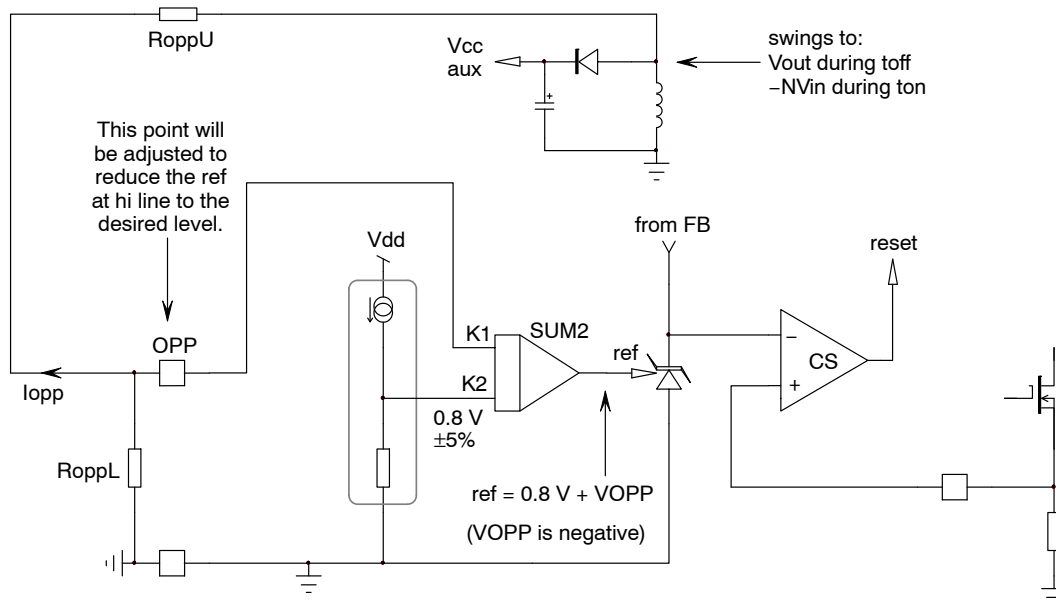 RoppU
Vcc
aux
swings to:
Vout during toff
−NVin during ton
This point will
be adjusted to
reduce the ref
at hi line to the
desired level.
from FB
Vdd
reset
OPP
K1
SUM2
ref
−
CS
+
Iopp
K2
0.8 V
±5%
RoppL
ref = 0.8 V + VOPP
(VOPP is negative)